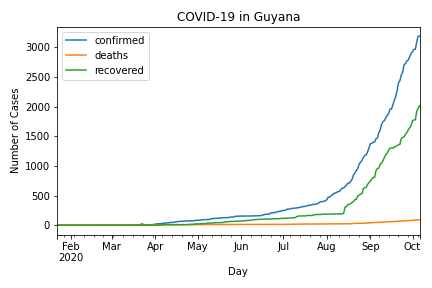 COVID-19 in Guyana
confirmed
deaths
recovered
Number of Cases
3000
2500
2000
1500
1000
500
0
Feb Mar Apr May Jun Jul Aug Sep Oct
2020
Day